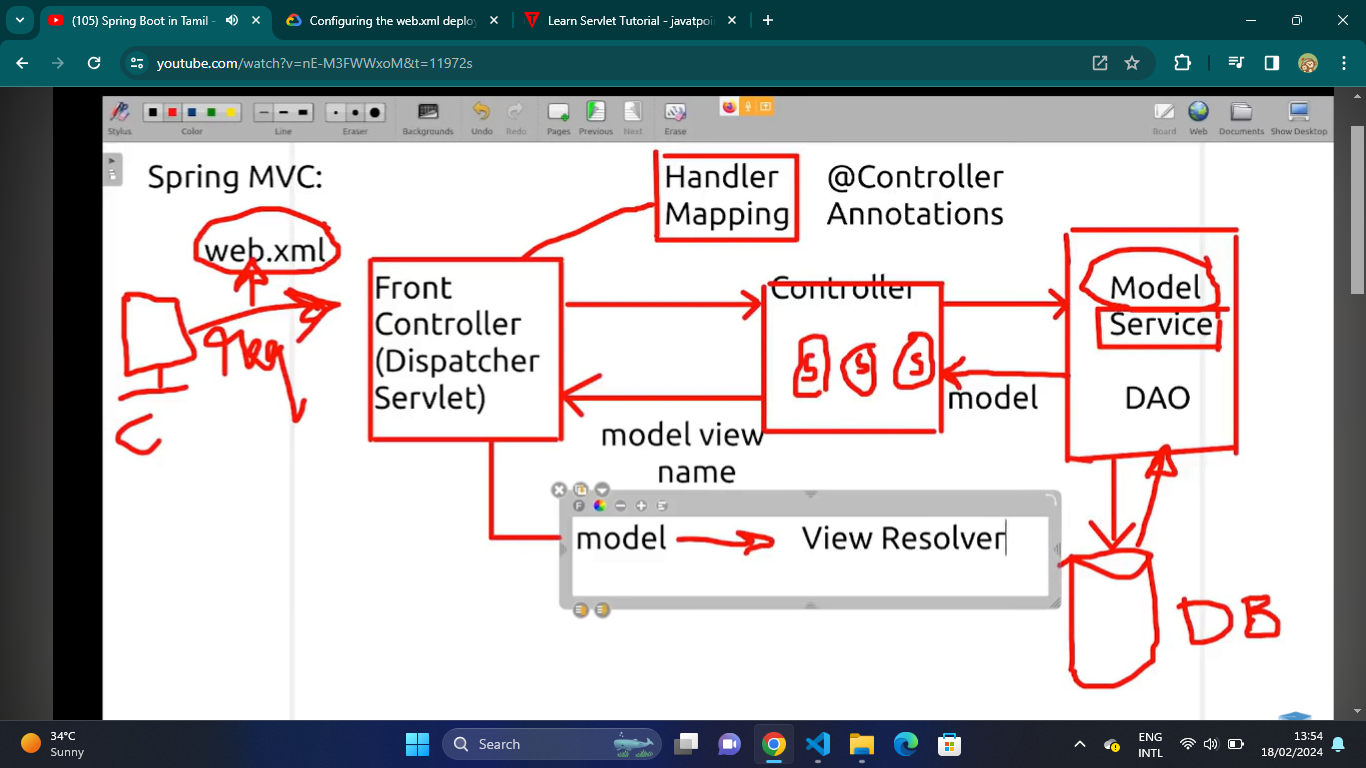 (105) Spring Boot in Tamil -
Configuring the web.xml deploy
Learn Servlet Tutorial - javatpoi
youtube.com/watch?v=nE-M3FWWxoM&t=11972s
Stylus
Color
Line
Eraser
Backgrounds
Undo
Redo
Pages
Previous
Next
Erase
Board
Web
Documents
Show Desktop
Spring MVC:
Handler
Mapping
@Controller
Annotations
web.xml
Front
Controller
(Dispatcher
Servlet)
Controller
S S S
Model
Service
DAO
model
model view
name
C
F
model
View Resolver
DB
34°C
Sunny
Search
ENG
INTL
13:54
18/02/2024